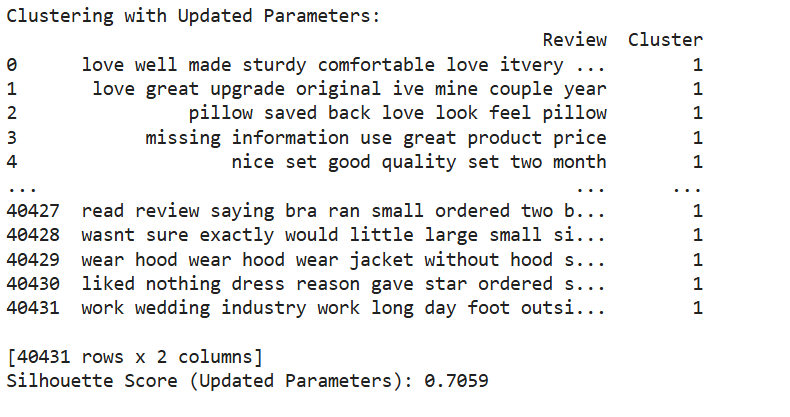 Clustering with Updated Parameters:
Review Cluster
0 love well made sturdy comfortable love itvery ... 1
1 love great upgrade original ive mine couple year 1
2 pillow saved back love look feel pillow 1
3 missing information use great product price 1
4 nice set good quality set two month 1
... ... ...
40427 read review saying bra ran small ordered two b... 1
40428 wasnt sure exactly would little large small si... 1
40429 wear hood wear hood wear jacket without hood s... 1
40430 liked nothing dress reason gave star ordered s... 1
40431 work wedding industry work long day foot outsi... 1
[40431 rows x 2 columns]
Silhouette Score (Updated Parameters): 0.7059